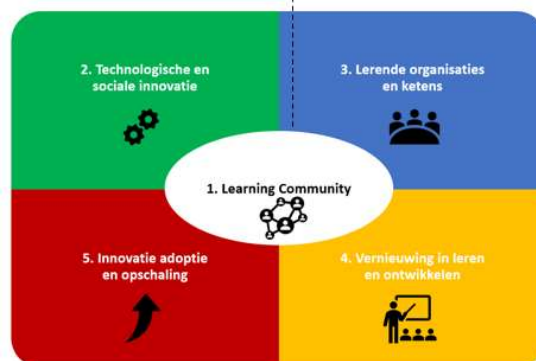 2. Technologische en
sociale innovatie
3. Lerende organisaties
en ketens
1. Learning Community
5. Innovatie adoptie
en opschaling
4. Vernieuwing in leren
en ontwikkelen